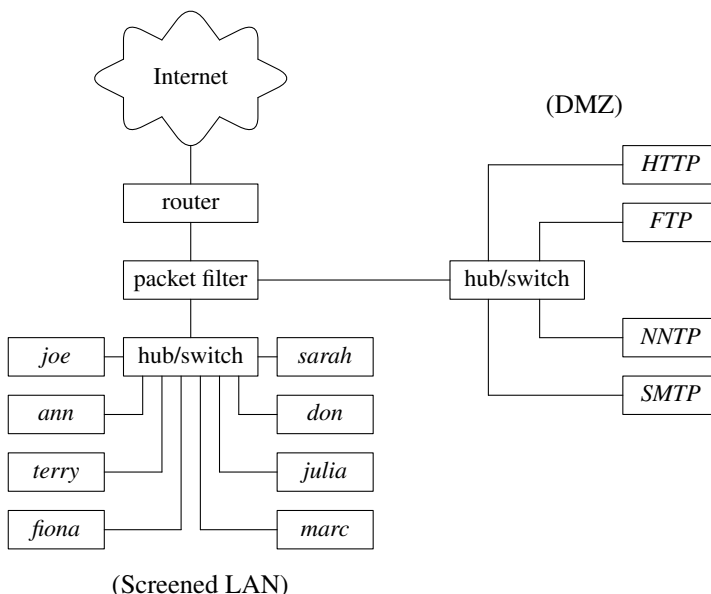 Internet
(DMZ)
HTTP
router
FTP
packet filter
hub/switch
joe
hub/switch
sarah
NNTP
ann
don
SMTP
terry
julia
fiona
marc
(Screened LAN)